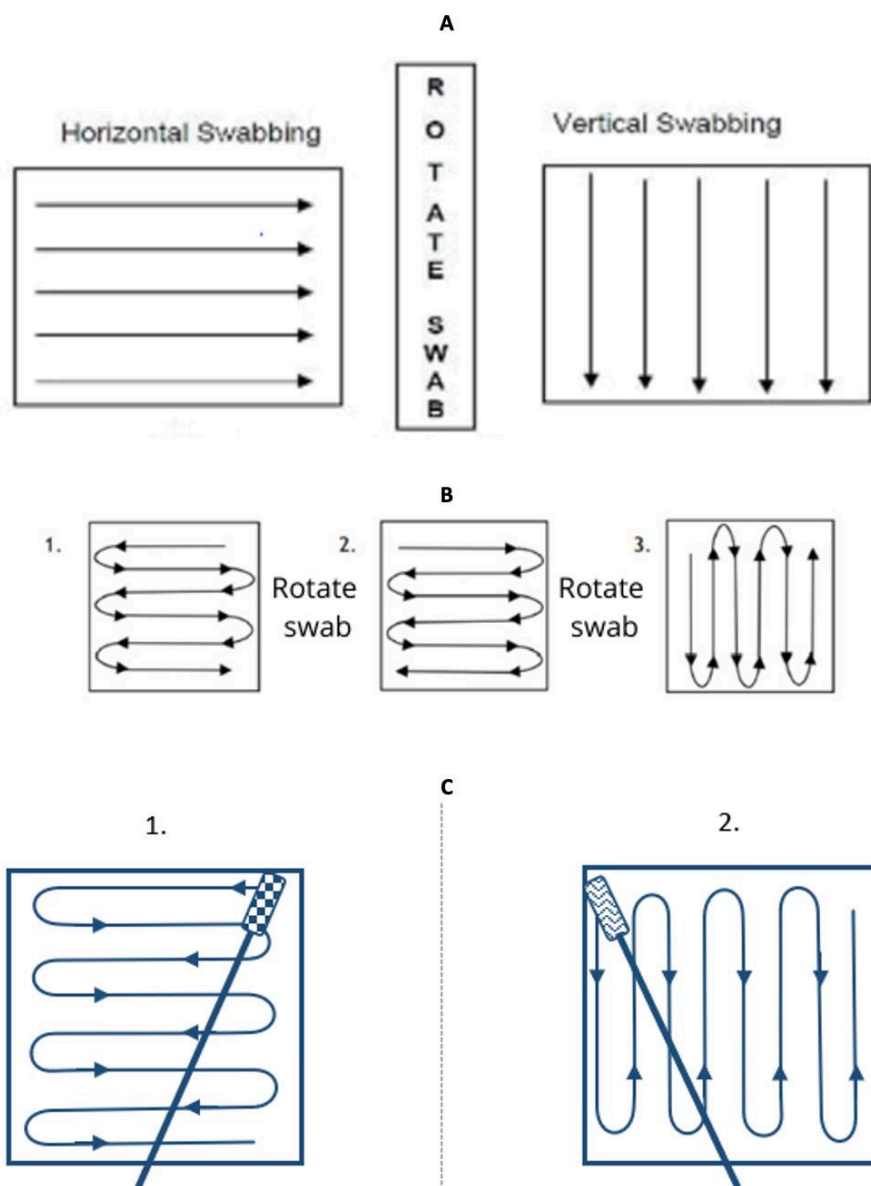 A
Horizontal Swabbing
R
O
T
A
T
E
S
W
A
B
Vertical Swabbing
B
1.
Rotate
swab
2.
Rotate
swab
3.
C
1.
2.